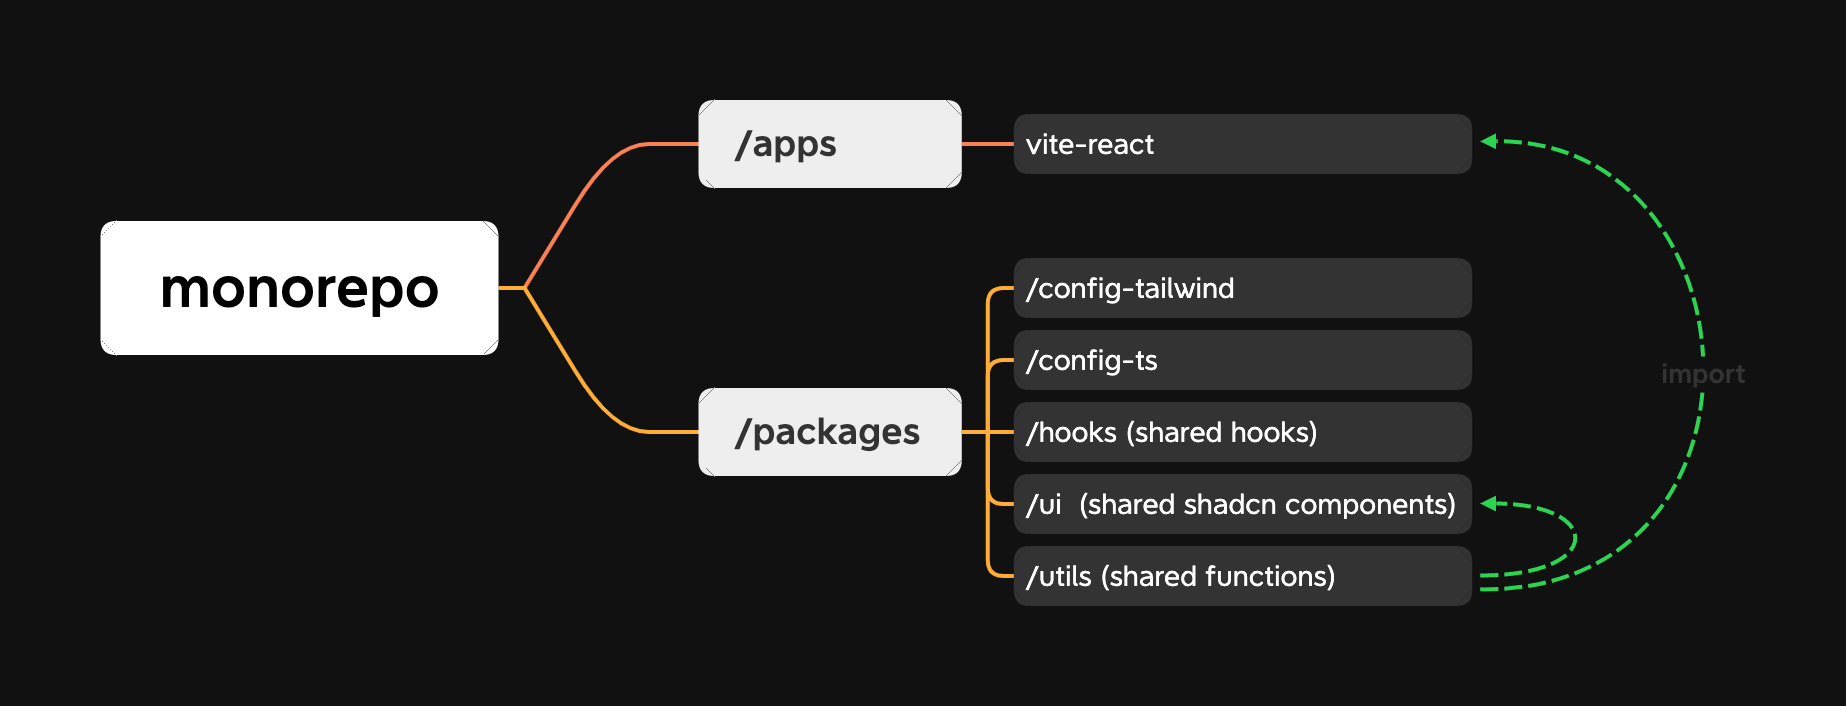 monorepo
/apps
vite-react
/packages
/config-tailwind
/config-ts
/hooks (shared hooks)
/ui (shared shadcn components)
/utils (shared functions)
import